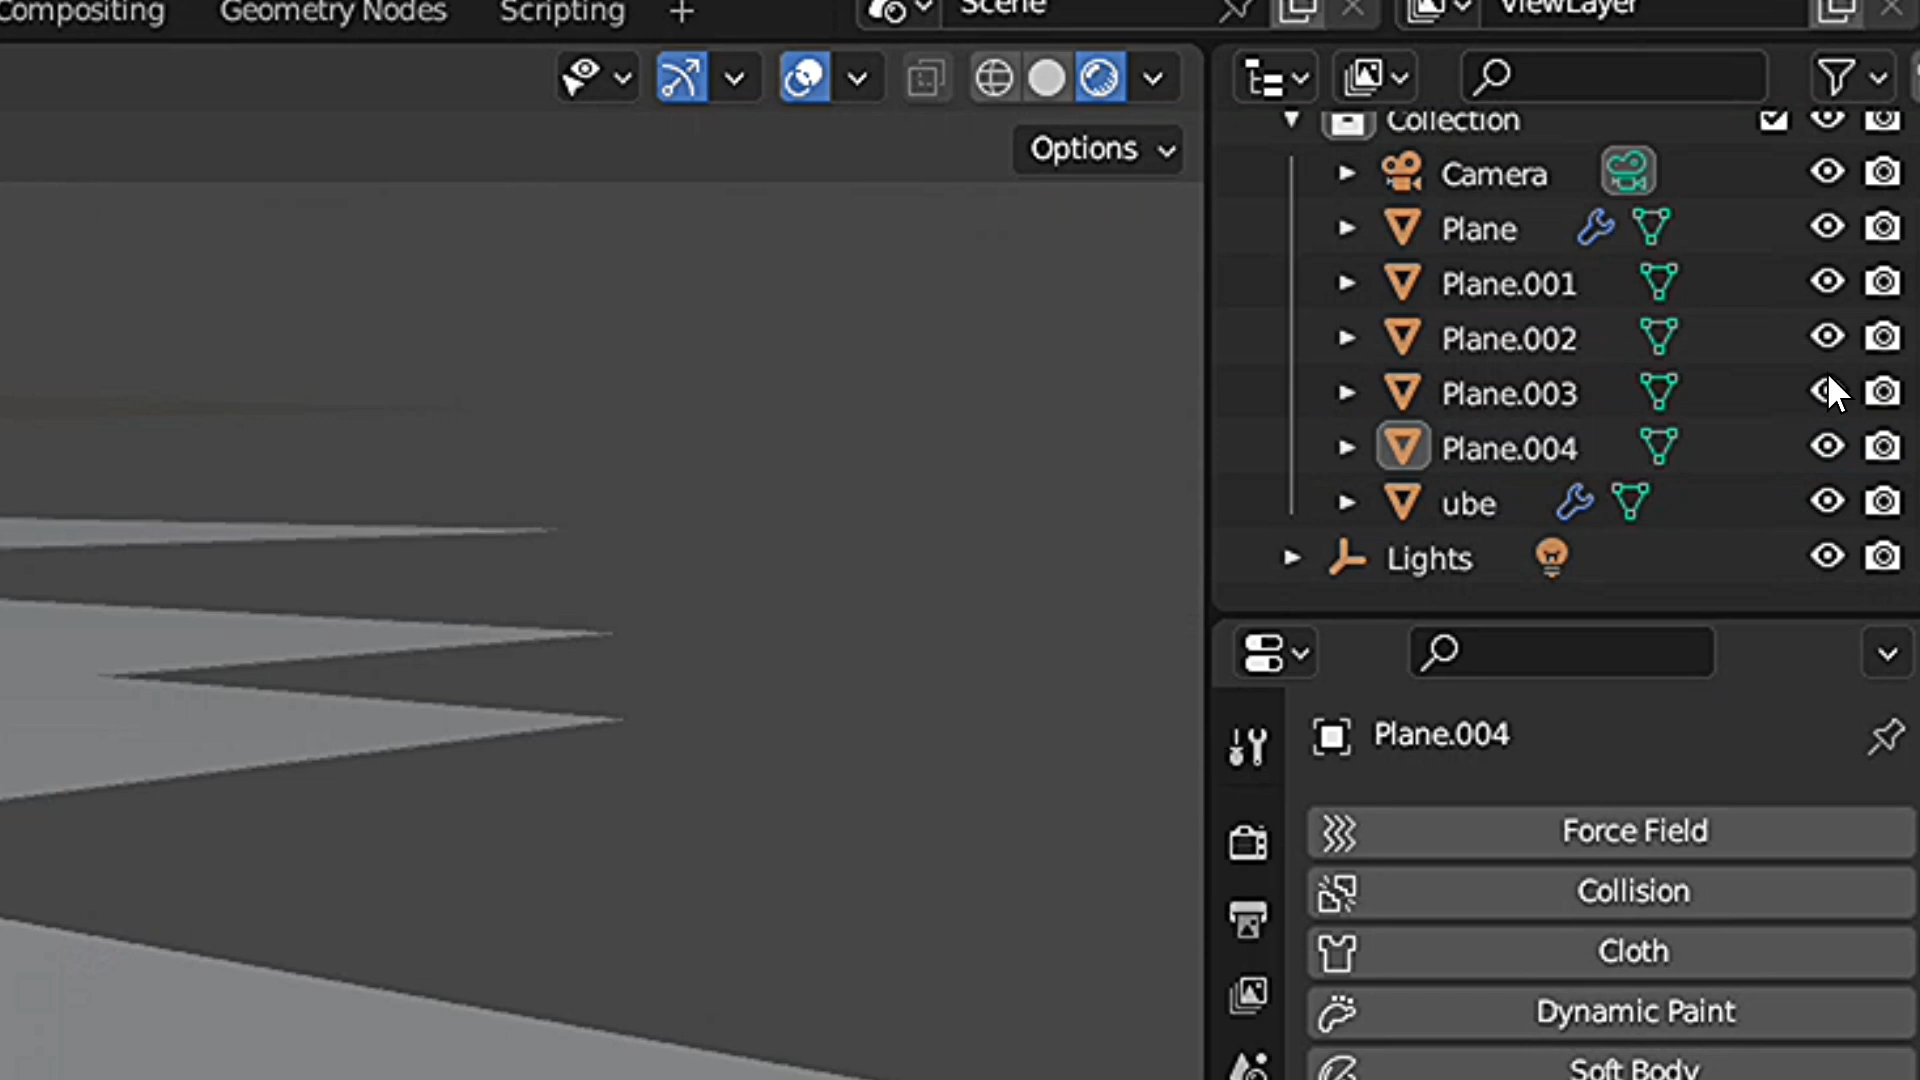 Compositing
Geometry Nodes
Scripting
+
Scene
ViewLayer
Options
Collection
Camera
Plane
Plane.001
Plane.002
Plane.003
Plane.004
ube
Lights
Plane.004
Force Field
Collision
Cloth
Dynamic Paint
Soft Body